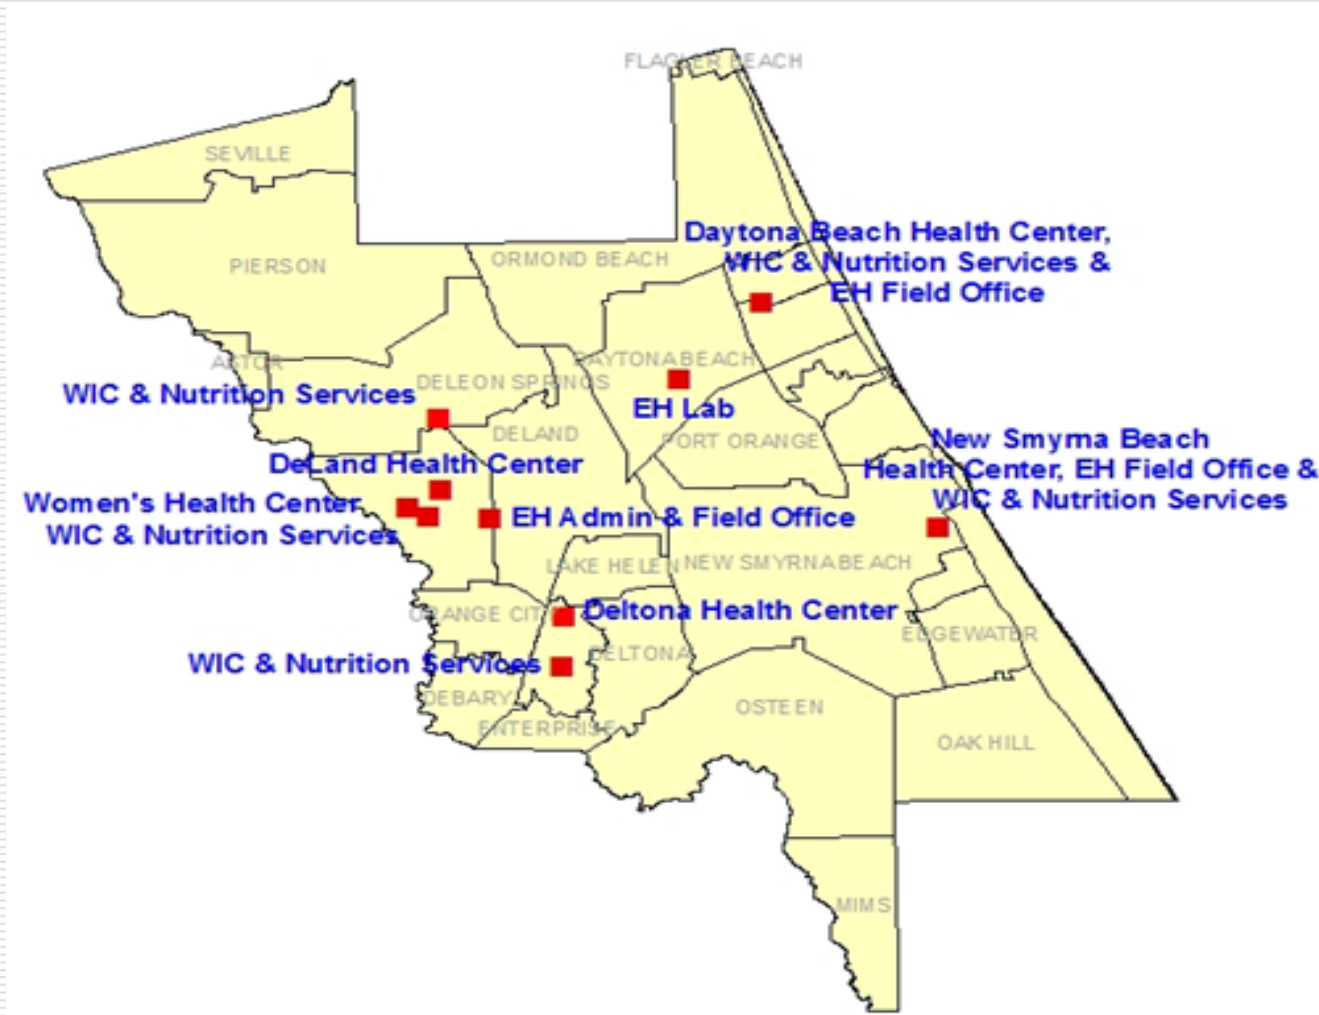 FLAGLER BEACH
SEVILLE
Daytona Beach Health Center,
WIC & Nutrition Services &
EH Field Office
ORMOND BEACH
PIERSON
ASTOR
DAYTONA BEACH
DELEON SPRINGS
WIC & Nutrition Services
EH Lab
DELAND
PORT ORANGE
New Smyrna Beach
Health Center, EH Field Office &
WIC & Nutrition Services
DeLand Health Center
Women's Health Center
WIC & Nutrition Services
EH Admin & Field Office
LAKE HELEN
NEW SMYRNA BEACH
ORANGE CITY
Deltona Health Center
EDGEWATER
DELTONA
WIC & Nutrition Services
DEBARY
OSTEEN
ENTERPRISE
OAK HILL
MIMS